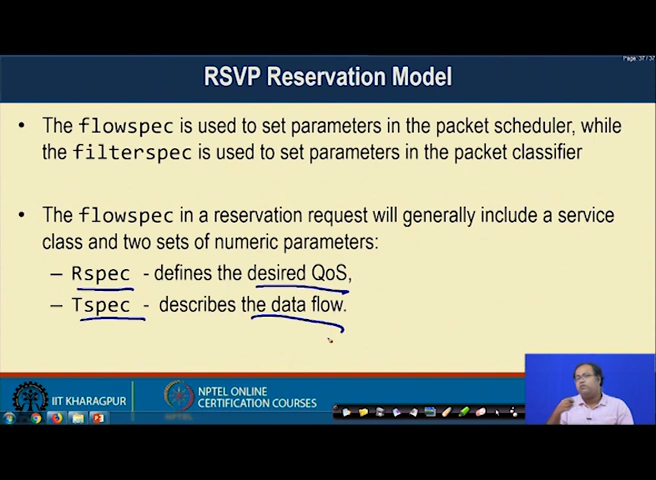 Page: 37 / 37
RSVP Reservation Model
• The flowspec is used to set parameters in the packet scheduler, while
the filterspec is used to set parameters in the packet classifier
• The flowspec in a reservation request will generally include a service
class and two sets of numeric parameters:
– Rspec - defines the desired QoS,
– Tspec - describes the data flow.
IIT KHARAGPUR
NPTEL ONLINE
CERTIFICATION COURSES